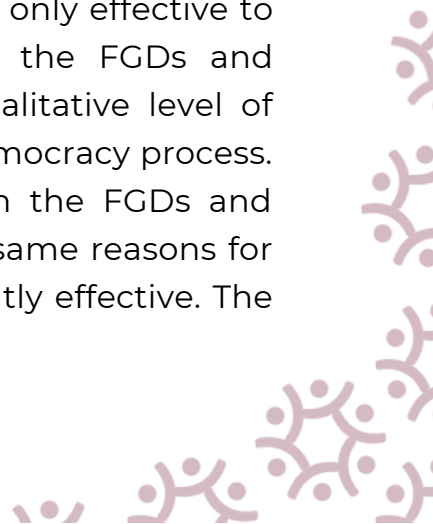 only effective to
the FGDs and
alitative level of
mocracy process.
the FGDs and
same reasons for
tly effective. The